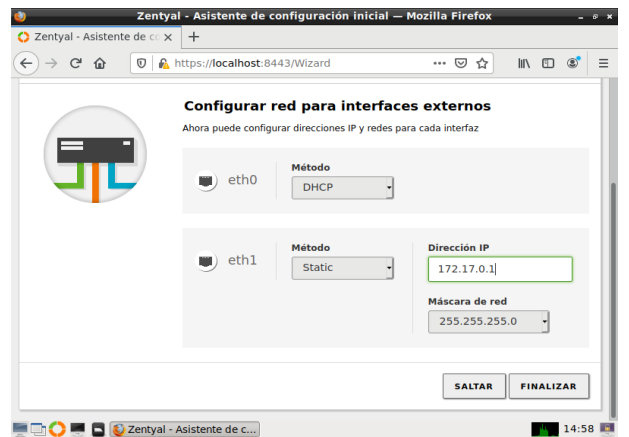 Zentyal - Asistente de configuración inicial — Mozilla Firefox
Zentyal - Asistente de co
https://localhost:8443/Wizard
Configurar red para interfaces externos
Ahora puede configurar direcciones IP y redes para cada interfaz
eth0
Método
DHCP
eth1
Método
Static
Dirección IP
172.17.0.1
Máscara de red
255.255.255.0
SALTAR
FINALIZAR
Zentyal - Asistente de c...
14:58